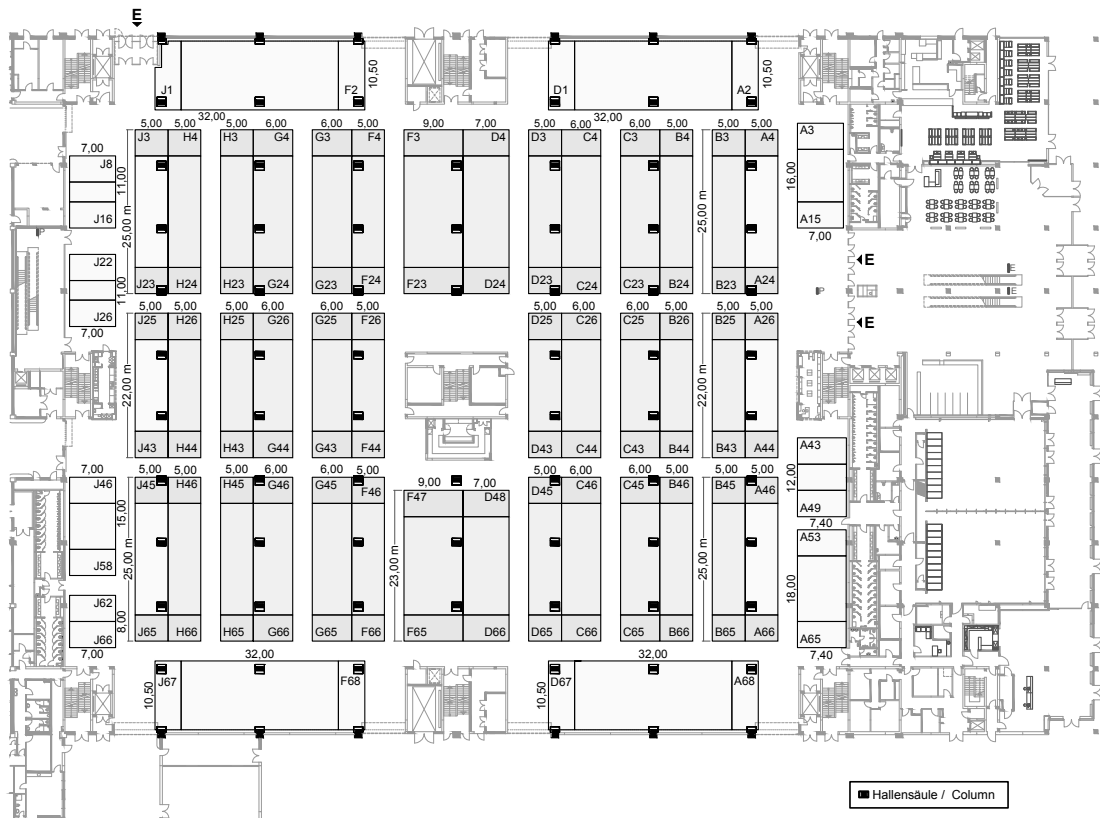 E
J1 F2 10,50 D1 A2 10,50
32,00 32,00
5,00 5,00 5,00 6,00 6,00 5,00 9,00 7,00 5,00 6,00 6,00 5,00 5,00 5,00
J3 H4 H3 G4 G3 F4 F3 D4 D3 C4 C3 B4 B3 A4 A3
7,00
J8
11,00
16,00
J16
25,00 m 25,00 m
A15
7,00
J22
11,00
P
E
E
P
E
J23 H24 H23 G24 G23 F24 F23 D24 D23 C24 C23 B24 B23 A24
J26
7,00
E
5,00 5,00 5,00 6,00 6,00 5,00 5,00 6,00 6,00 5,00 5,00 5,00
J25 H26 H25 G26 G25 F26 D25 C26 C25 B26 B25 A26
22,00 m 22,00 m
J43 H44 H43 G44 G43 F44 D43 C44 C43 B44 B43 A44
A43
12,00
A49
7,40
7,00
5,00 5,00 5,00 6,00 6,00 5,00 9,00 7,00 5,00 6,00 6,00 5,00 5,00 5,00
J46 J45 H46 H45 G46 G45 F46 F47 D48 D45 C46 C45 B46 B45 A46
15,00
J58
25,00 m 23,00 m 25,00 m
A53
18,00
A65
7,40
J62
8,00
J66
7,00
J65 H66 H65 G66 G65 F66 F65 D66 D65 C66 C65 B66 B65 A66
32,00 32,00
J67 F68 D67 A68
10,50 10,50
Hallensäule / Column